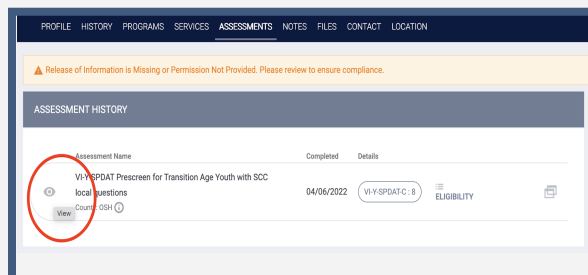 PROFILE HISTORY PROGRAMS SERVICES ASSESSMENTS NOTES FILES CONTACT LOCATION
Release of Information is Missing or Permission Not Provided. Please review to ensure compliance.
ASSESSMENT HISTORY
Assessment Name Completed Details
VI-Y-SPDAT Prescreen for Transition Age Youth with SCC
local questions 04/06/2022 VI-Y-SPDAT-C : 8 ELIGIBILITY
OSH
View